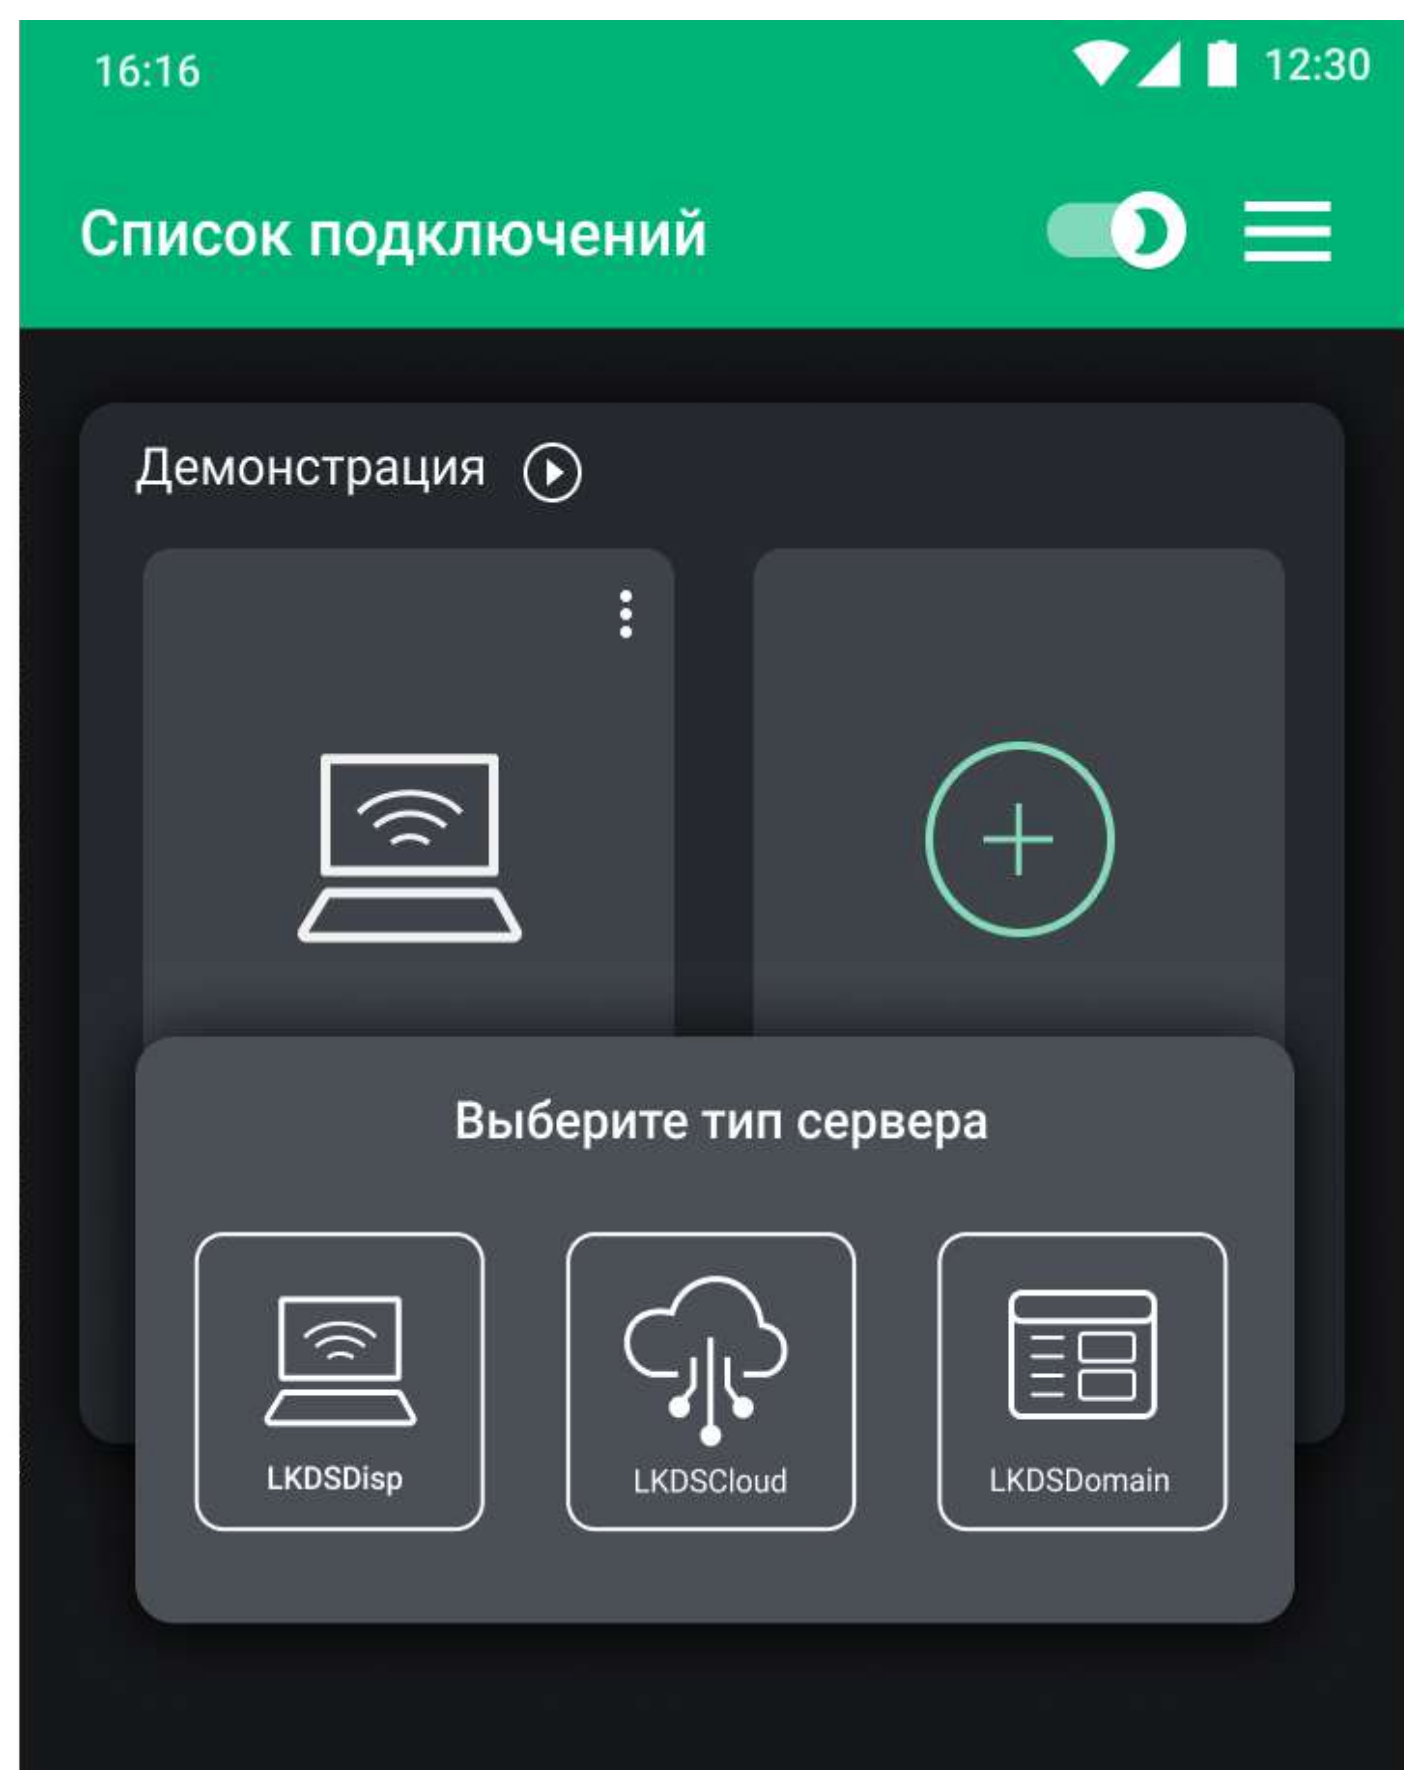 16:16
12:30
Список подключений
Демонстрация
Выберите тип сервера
LKDSDisp
LKDSCloud
LKDSDomain